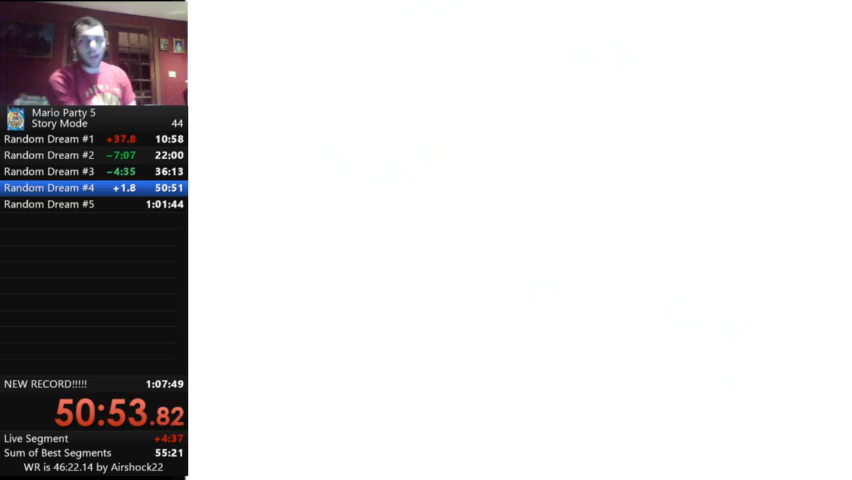 Mario Party 5
Story Mode 44
Random Dream #1 +37.8 10:58
Random Dream #2 −7:07 22:00
Random Dream #3 −4:35 36:13
Random Dream #4 +1.8 50:51
Random Dream #5 1:01:44
NEW RECORD!!!!! 1:07:49
50:53.82
Live Segment +4:37
Sum of Best Segments 55:21
WR is 46:22.14 by Airshock22